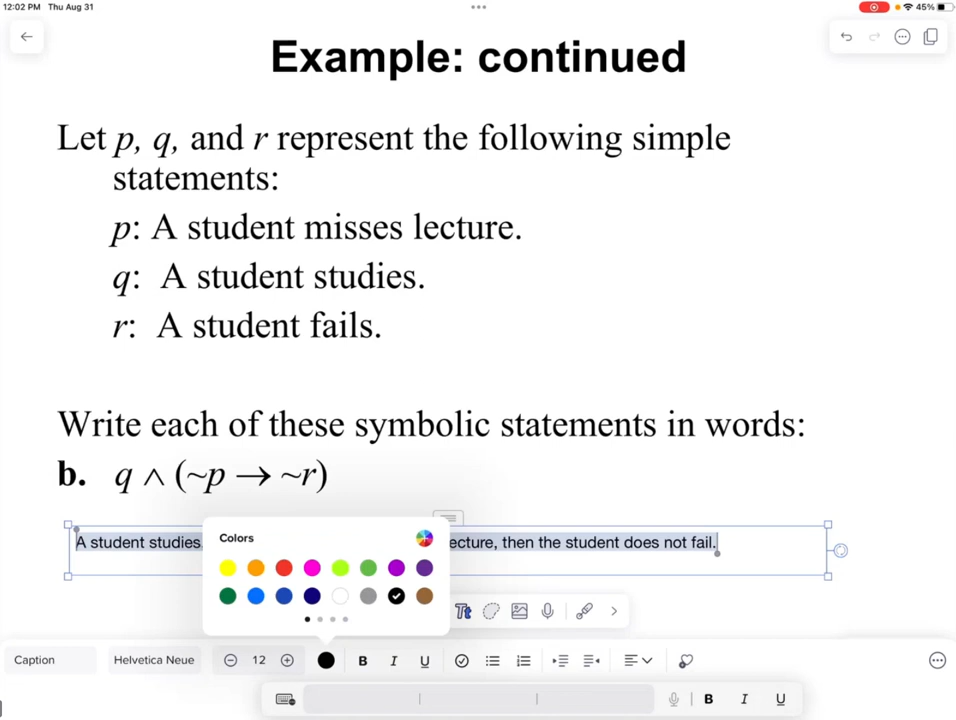 12:02 PM Thu Aug 31
45%
Example: continued
Let p, q, and r represent the following simple
statements:
p: A student misses lecture.
q: A student studies.
r: A student fails.
Write each of these symbolic statements in words:
b. q ∧ (~p → ~r)
A student studies ecture, then the student does not fail.
Colors
Tt
Caption Helvetica Neue 12 B I U
B I U